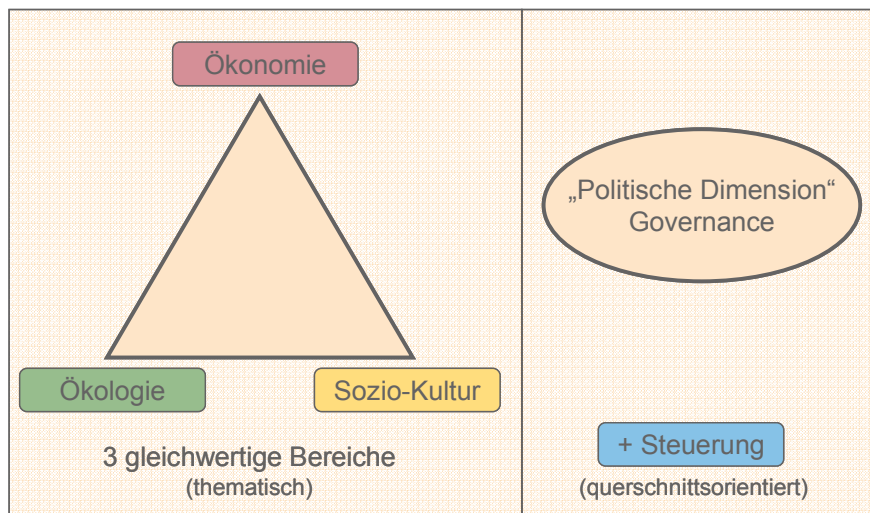 Ökonomie
Ökologie
Sozio-Kultur
3 gleichwertige Bereiche
(thematisch)
„Politische Dimension“
Governance
+ Steuerung
(querschnittsorientiert)